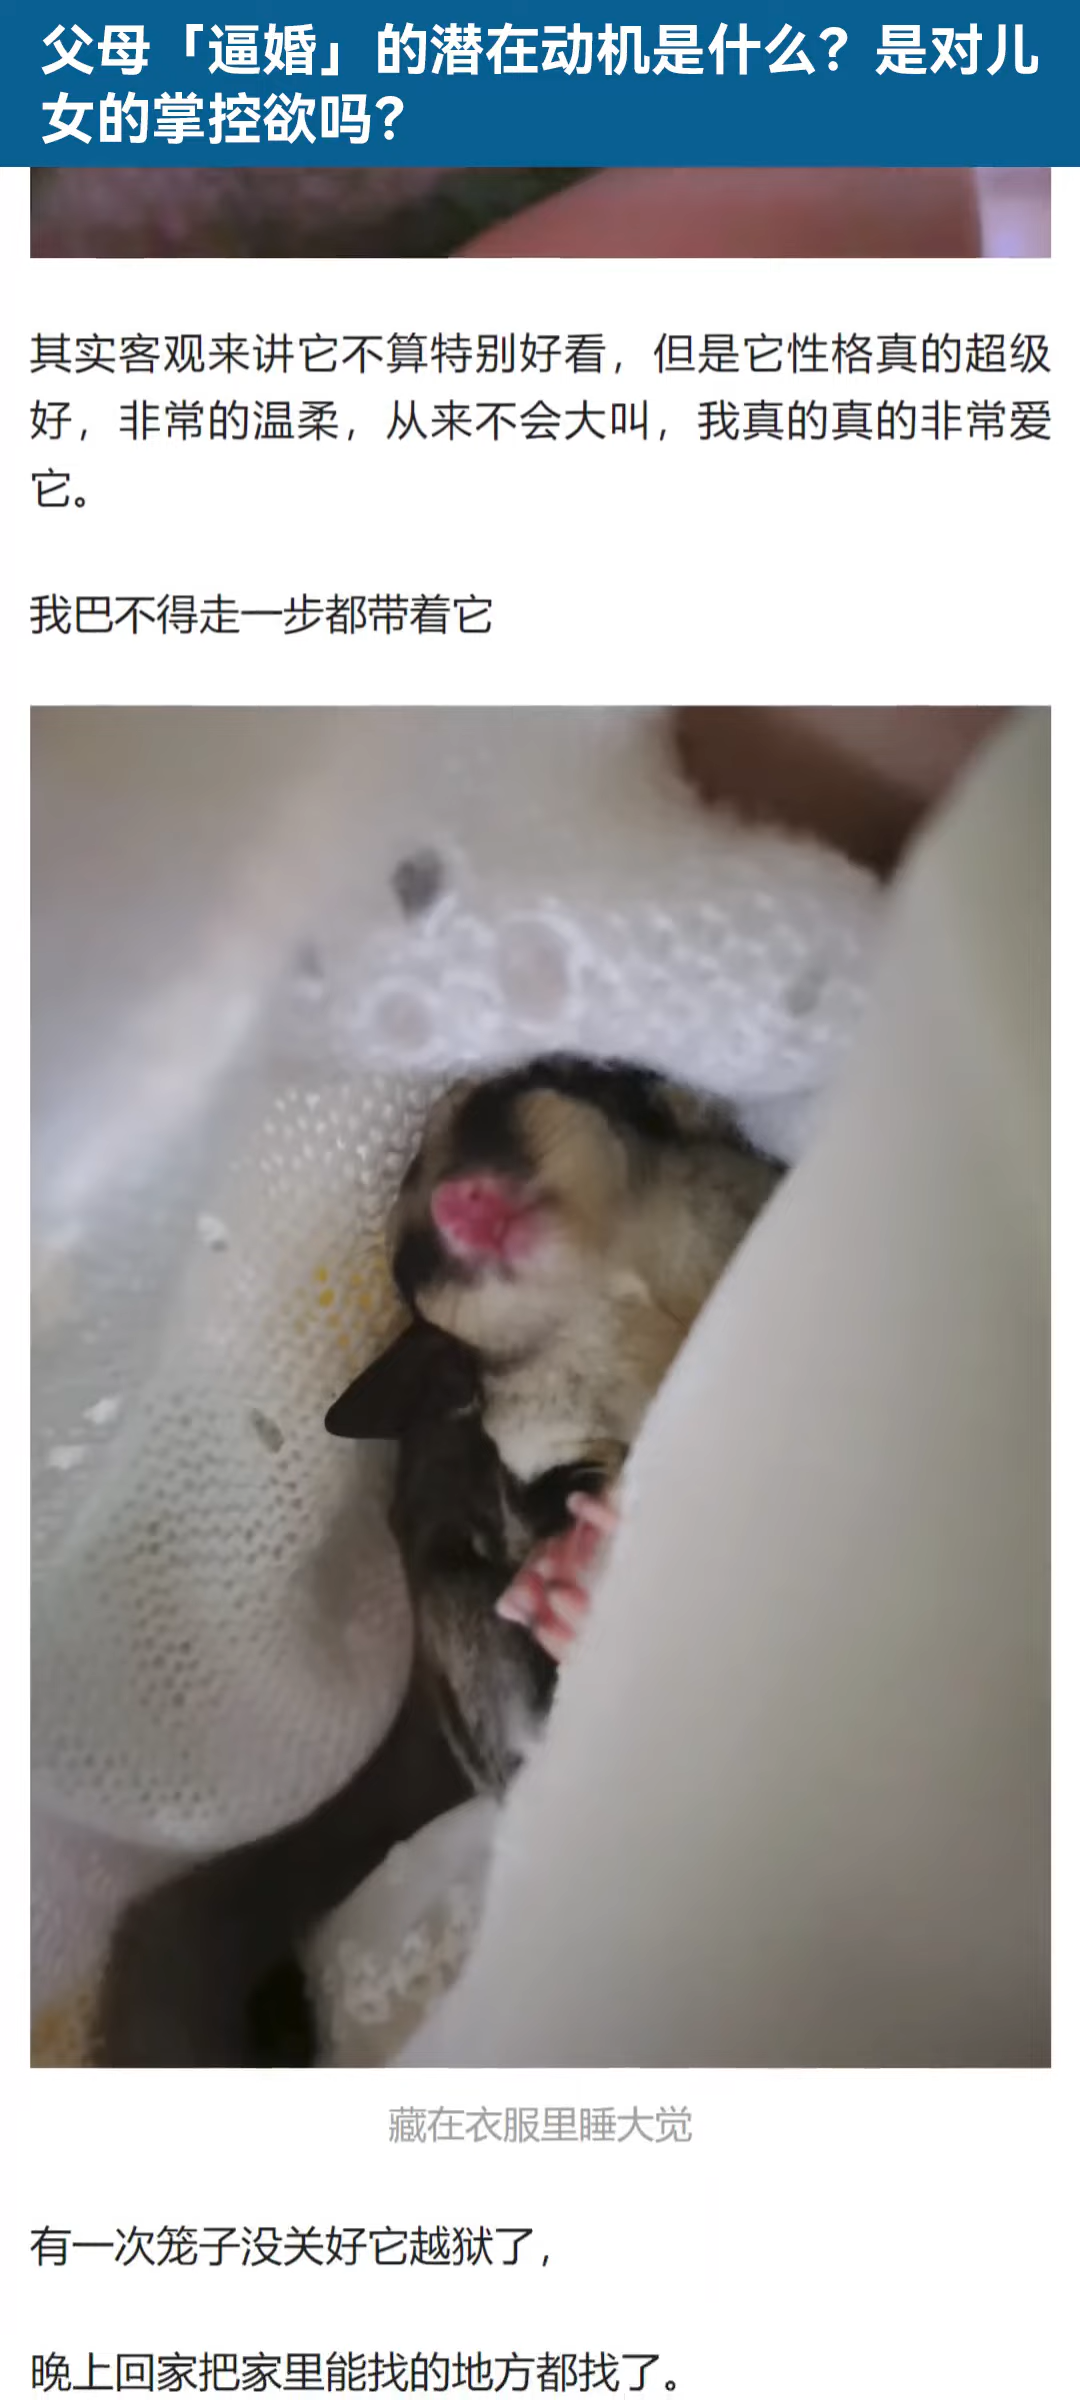 父母「逼婚」的潜在动机是什么？是对儿
女的掌控欲吗？
其实客观来讲它不算特别好看，但是它性格真的超级
好，非常的温柔，从来不会大叫，我真的真的非常爱
它。
我巴不得走一步都带着它
藏在衣服里睡大觉
有一次笼子没关好它越狱了，
晚上回家把家里能找的地方都找了。